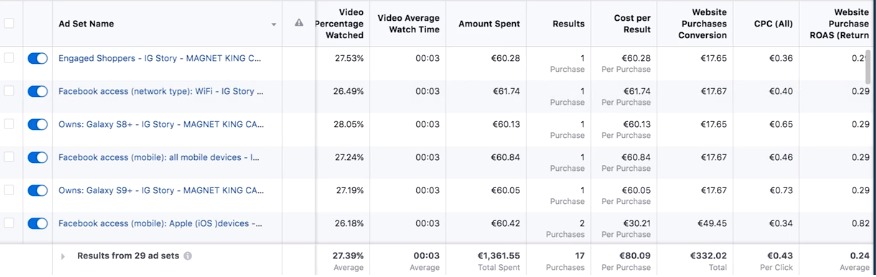 Ad Set Name Video Percentage Watched Video Average Watch Time Amount Spent Results Cost per Result Website Purchases Conversion CPC (All) Website Purchase ROAS (Return
Engaged Shoppers - IG Story - MAGNET KING C... 27.53% 00:03 €60.28 1 €60.28 €17.65 €0.36 0.29
Purchase Per Purchase
Facebook access (network type): WiFi - IG Story ... 26.49% 00:03 €61.74 1 €61.74 €17.67 €0.40 0.29
Purchase Per Purchase
Owns: Galaxy S8+ - IG Story - MAGNET KING CA... 28.05% 00:03 €60.13 1 €60.13 €17.65 €0.65 0.29
Purchase Per Purchase
Facebook access (mobile): all mobile devices - I... 27.24% 00:03 €60.84 1 €60.84 €17.67 €0.46 0.29
Purchase Per Purchase
Owns: Galaxy S9+ - IG Story - MAGNET KING CA... 27.19% 00:03 €60.05 1 €60.05 €17.67 €0.73 0.29
Purchase Per Purchase
Facebook access (mobile): Apple (iOS )devices -... 26.18% 00:03 €60.42 2 €30.21 €49.45 €0.34 0.82
Purchases Per Purchase
Results from 29 ad sets 27.39% 00:03 €1,361.55 17 €80.09 €332.02 €0.43 0.24
Average Average Total Spent Purchases Per Purchase Total Per Click Average